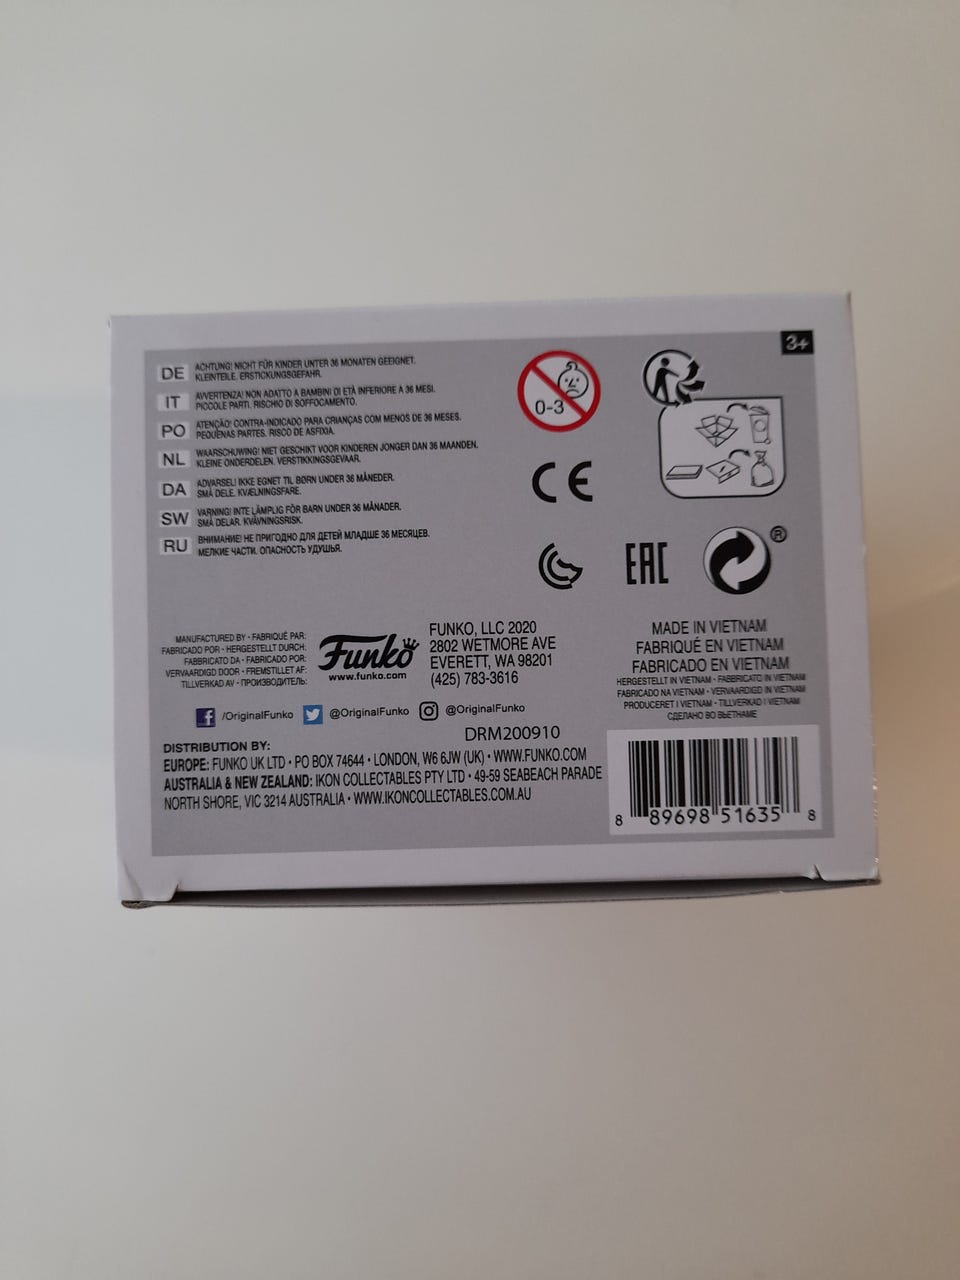 3+
DE ACHTUNG! NICHT FÜR KINDER UNTER 36 MONATEN GEEIGNET.
KLEINTEILE. ERSTICKUNGSGEFAHR.
IT AVVERTENZA! NON ADATTO A BAMBINI DI ETÀ INFERIORE A 36 MESI.
PICCOLE PARTI. RISCHIO DI SOFFOCAMENTO.
PO ATENÇÃO! CONTRA-INDICADO PARA CRIANÇAS COM MENOS DE 36 MESES.
PEQUENAS PARTES. RISCO DE ASFIXIA.
NL WAARSCHUWING! NIET GESCHIKT VOOR KINDEREN JONGER DAN 36 MAANDEN.
KLEINE ONDERDELEN. VERSTIKKINGSGEVAAR.
DA ADVARSEL! IKKE EGNET TIL BØRN UNDER 36 MÅNEDER.
SMÅ DELE. KVÆLNINGSFARE.
SW VARNING! INTE LÄMPLIG FÖR BARN UNDER 36 MÅNADER.
SMÅ DELAR. KVÄVNINGSRISK.
RU ВНИМАНИЕ! НЕ ПРИГОДНО ДЛЯ ДЕТЕЙ МЛАДШЕ 36 МЕСЯЦЕВ.
МЕЛКИЕ ЧАСТИ. ОПАСНОСТЬ УДУШЬЯ.
0-3
CE
EAC
®
MANUFACTURED BY • FABRIQUÉ PAR:
FABRICADO POR • HERGESTELLT DURCH:
FABBRICATO DA • FABRICADO POR:
VERVAARDIGD DOOR • FREMSTILLET AF:
TILLVERKAD AV • ПРОИЗВОДИТЕЛЬ:
Funko
www.funko.com
FUNKO, LLC 2020
2802 WETMORE AVE
EVERETT, WA 98201
(425) 783-3616
MADE IN VIETNAM
FABRIQUÉ EN VIETNAM
FABRICADO EN VIETNAM
HERGESTELLT IN VIETNAM • FABBRICATO IN VIETNAM
FABRICADO NA VIETNAM • VERVAARDIGD IN VIETNAM
PRODUCERET I VIETNAM • TILLVERKAD I VIETNAM
СДЕЛАНО ВО ВЬЕТНАМЕ
/OriginalFunko @OriginalFunko @OriginalFunko
DRM200910
DISTRIBUTION BY:
EUROPE: FUNKO UK LTD • PO BOX 74644 • LONDON, W6 6JW (UK) • WWW.FUNKO.COM
AUSTRALIA & NEW ZEALAND: IKON COLLECTABLES PTY LTD • 49-59 SEABEACH PARADE
NORTH SHORE, VIC 3214 AUSTRALIA • WWW.IKONCOLLECTABLES.COM.AU
8 89698 51635 8